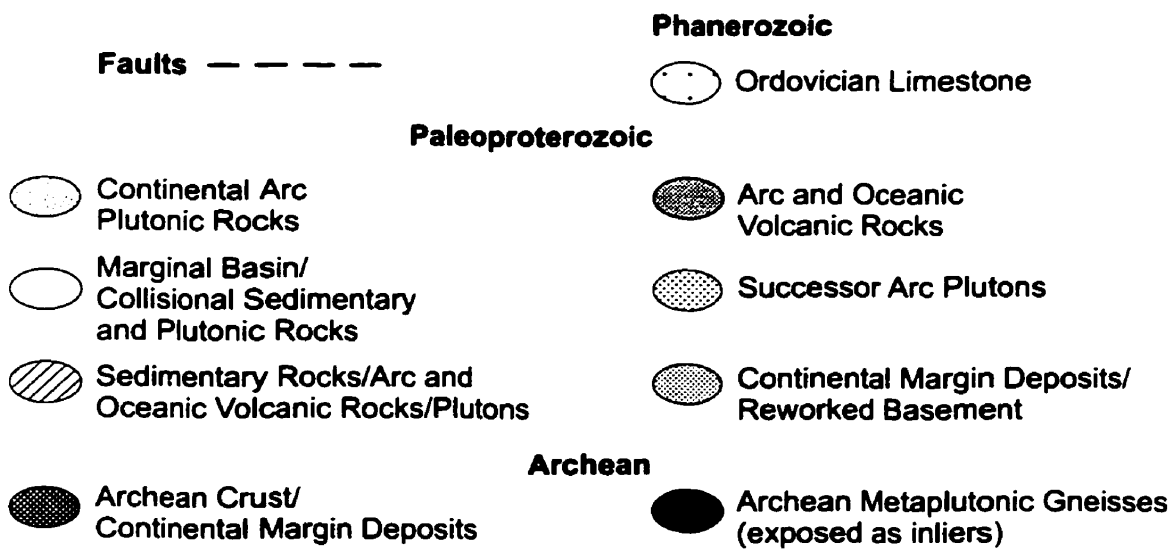 Phanerozoic
Faults
Ordovician Limestone
Paleoproterozoic
Continental Arc
Plutonic Rocks
Arc and Oceanic
Volcanic Rocks
Marginal Basin/
Collisional Sedimentary
and Plutonic Rocks
Successor Arc Plutons
Sedimentary Rocks/Arc and
Oceanic Volcanic Rocks/Plutons
Continental Margin Deposits/
Reworked Basement
Archean
Archean Crust/
Continental Margin Deposits
Archean Metaplutonic Gneisses
(exposed as inliers)